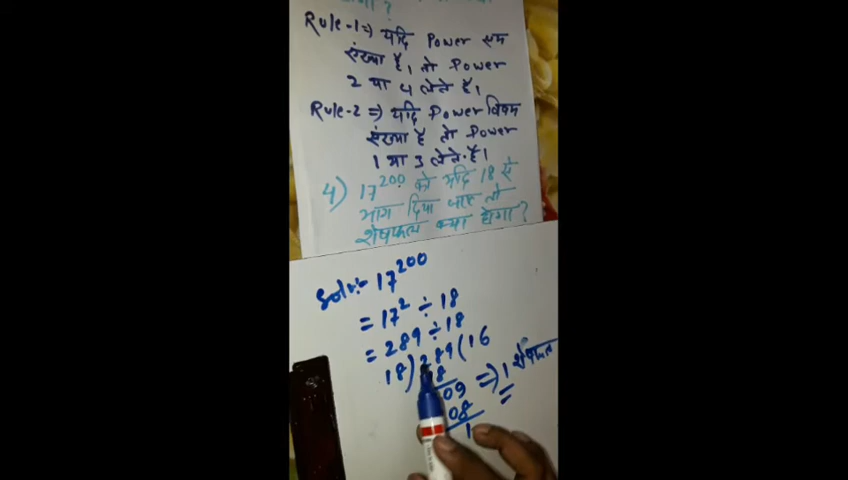 Rule-1⇒ यदि Power सम
संख्या है, तो Power
2 या 4 लेते हैं।
Rule-2 ⇒ यदि Power विषम
संख्या है तो Power
1 या 3 लेते हैं।
4) 17²⁰⁰ को यदि 18 से
भाग दिया जाए तो
शेषफल क्या होगा?
Soln:- 17²⁰⁰
= 17² ÷ 18
= 289 ÷ 18
18)289(16
18
109 ⇒ 1 शेषफल
108
1